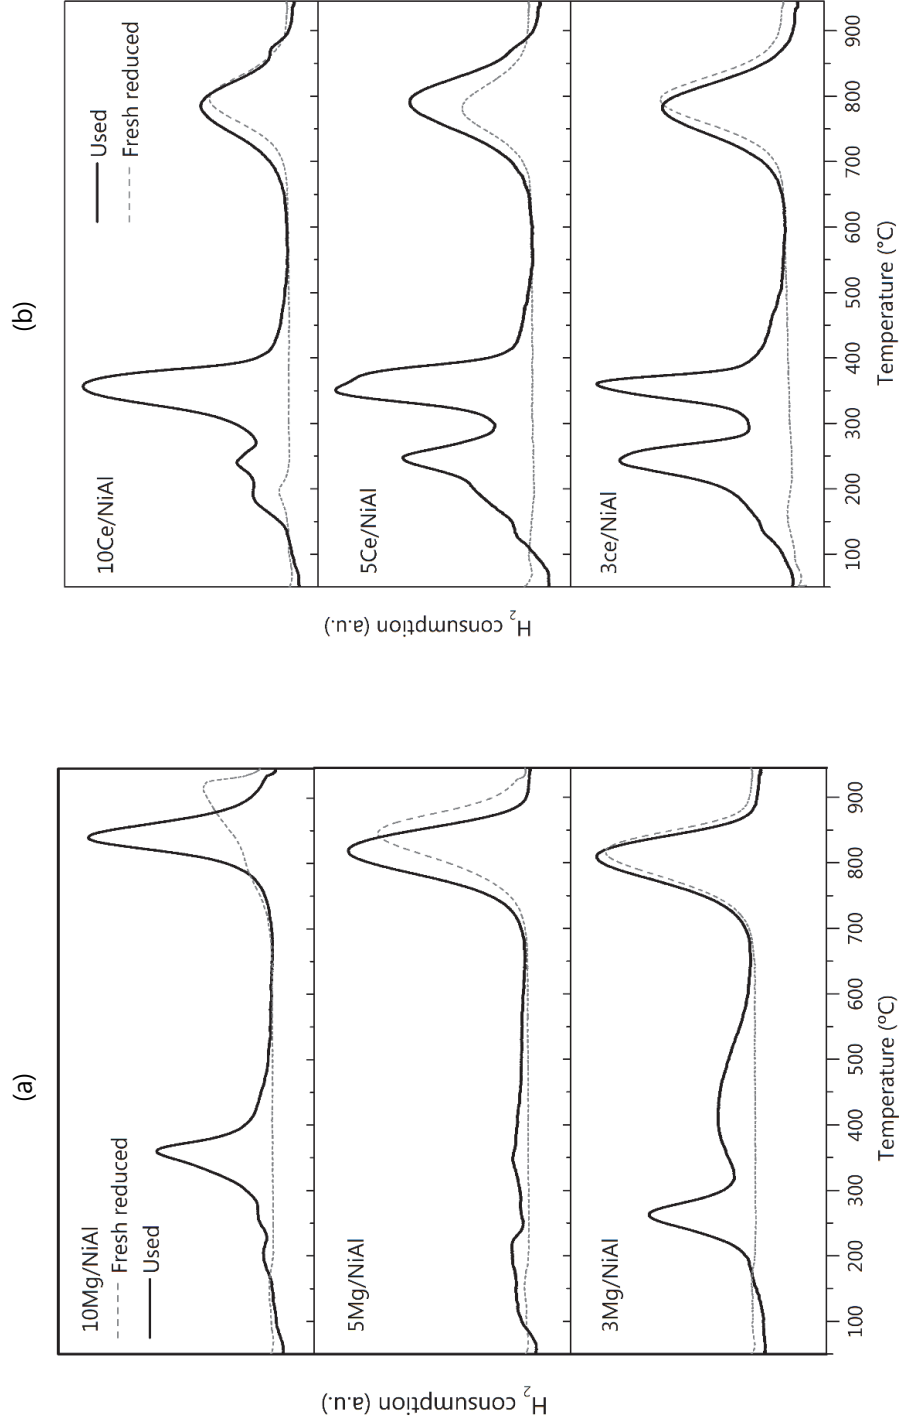 (a)
H2 consumption (a.u.)
10Mg/NiAl
Fresh reduced
Used
5Mg/NiAl
3Mg/NiAl
100 200 300 400 500 600 700 800 900
Temperature (°C)
(b)
H2 consumption (a.u.)
10Ce/NiAl
Used
Fresh reduced
5Ce/NiAl
3ce/NiAl
100 200 300 400 500 600 700 800 900
Temperature (°C)